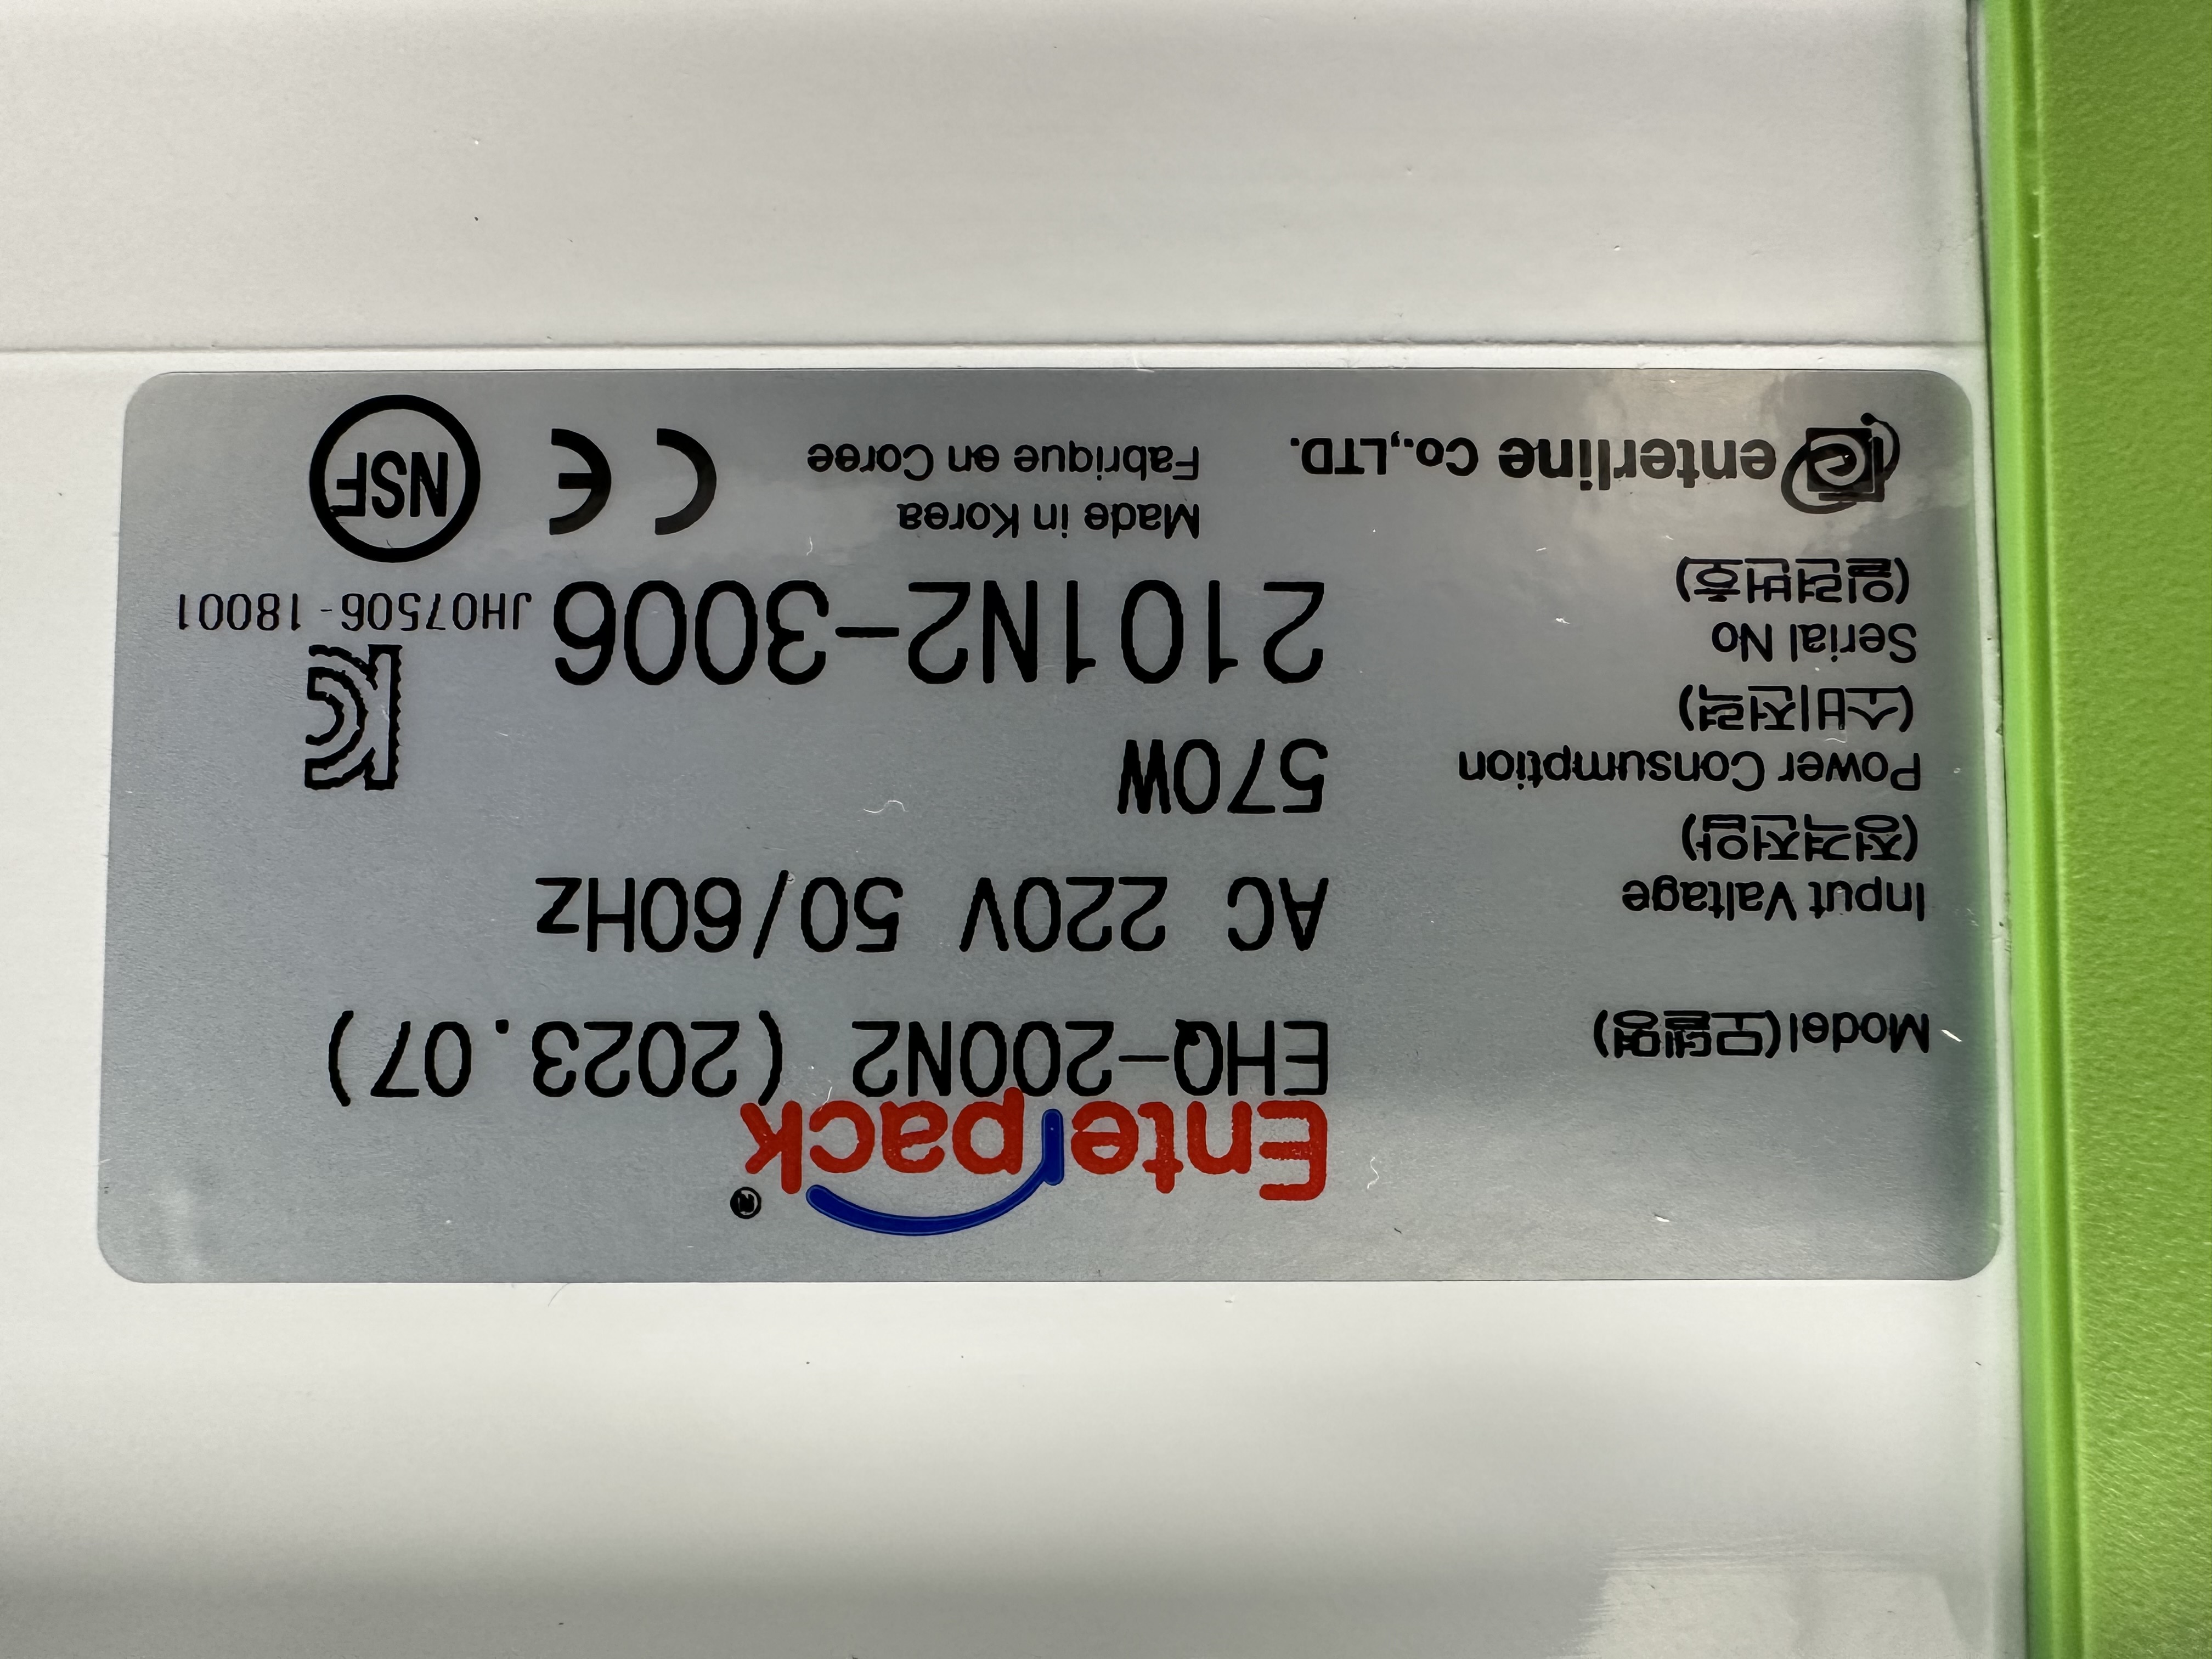 Enterpack®
Model(모델명) EHQ-200N2 (2023.07)
Input Valtage AC 220V 50/60Hz
(정격전압)
Power Consumption 570W
(소비전력)
Serial No 2101N2-3006
(일련번호)
JH07506-18001
enterline Co.,LTD.
Made in Korea
Fabrique en Coree
CE
NSF